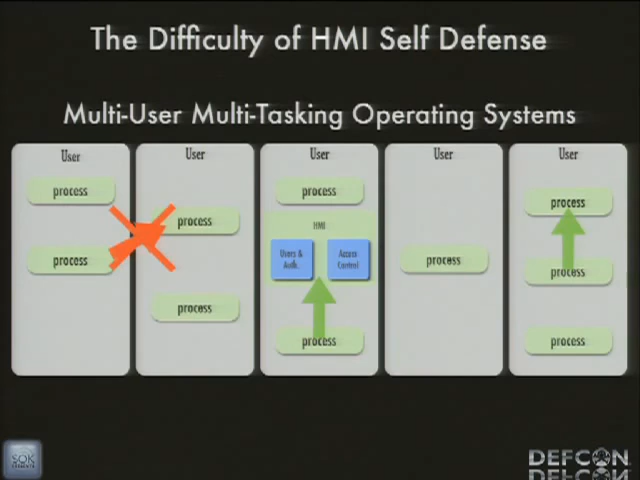 The Difficulty of HMI Self Defense
Multi-User Multi-Tasking Operating Systems
User
process
process
User
process
process
User
process
HMI
Users & Auth.
Access Control
process
User
process
User
process
process
process
SOK
DEFCON